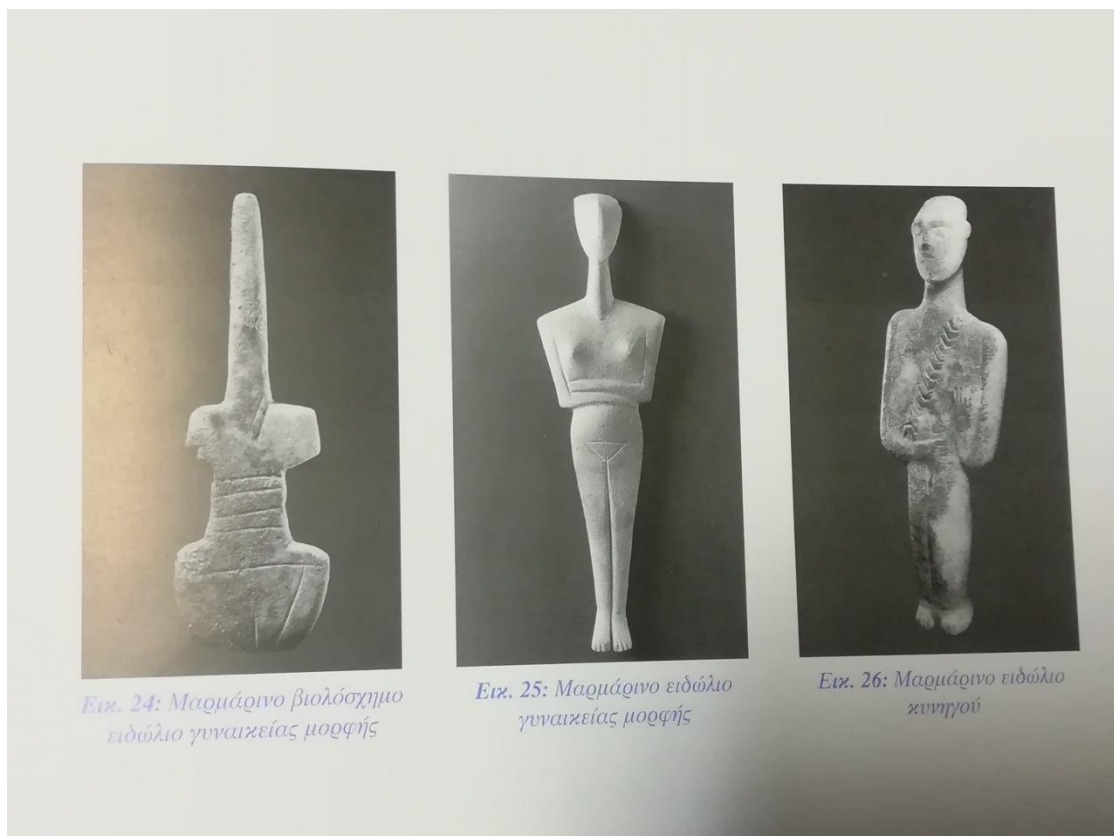 Εικ. 24: Μαρμάρινο βιολόσχημο
ειδώλιο γυναικείας μορφής
Εικ. 25: Μαρμάρινο ειδώλιο
γυναικείας μορφής
Εικ. 26: Μαρμάρινο ειδώλιο
κυνηγού